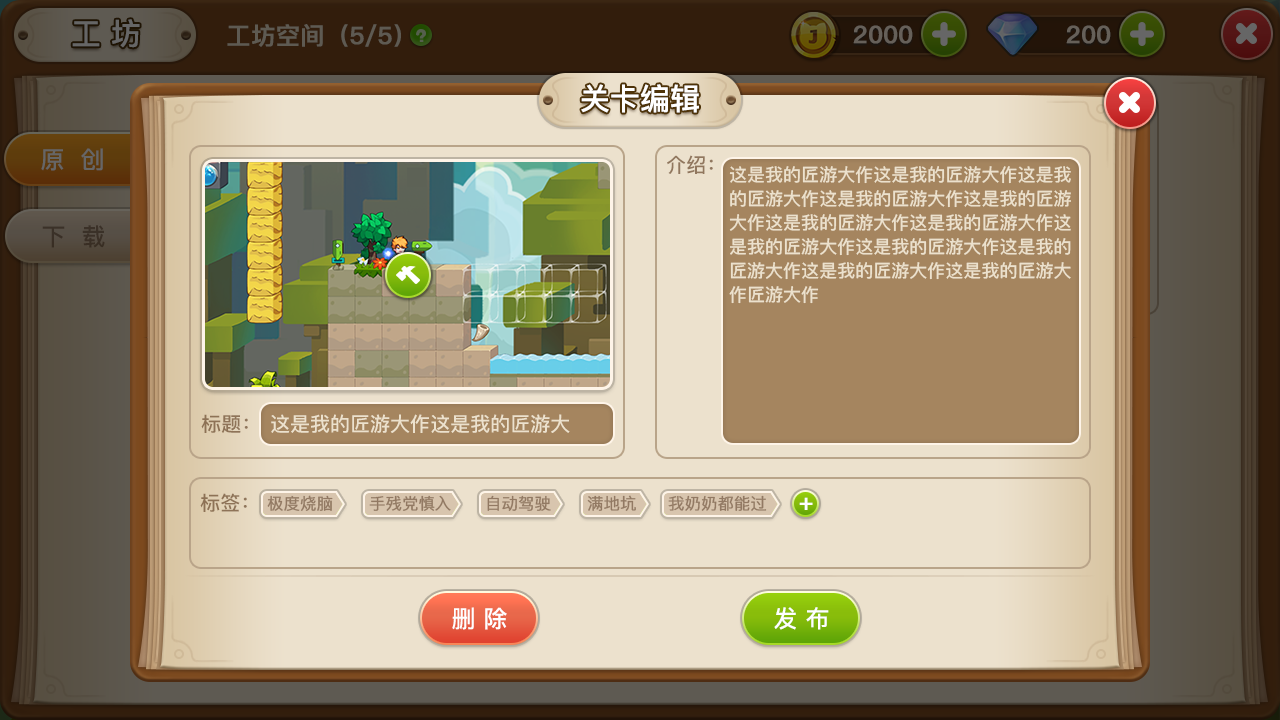 工坊
工坊空间 (5/5) ?
2000
200
关卡编辑
原 创
下 载
介绍：
这是我的匠游大作这是我的匠游大作这是我
的匠游大作这是我的匠游大作这是我的匠游
大作这是我的匠游大作这是我的匠游大作这
是我的匠游大作这是我的匠游大作这是我的
匠游大作这是我的匠游大作这是我的匠游大
作匠游大作
标题：
这是我的匠游大作这是我的匠游大
标签：
极度烧脑
手残党慎入
自动驾驶
满地坑
我奶奶都能过
删 除
发 布